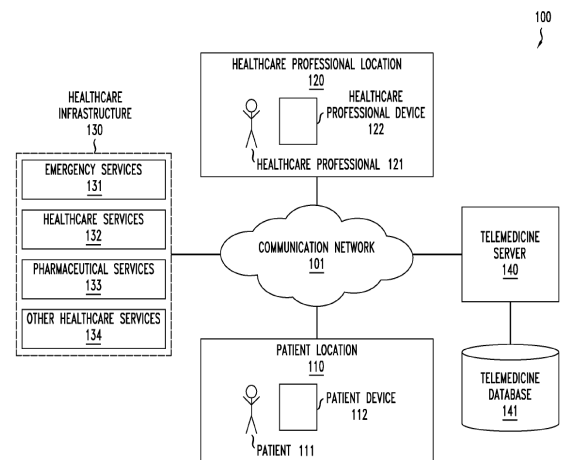 100
HEALTHCARE PROFESSIONAL LOCATION
120
HEALTHCARE
PROFESSIONAL DEVICE
122
HEALTHCARE PROFESSIONAL 121
HEALTHCARE
INFRASTRUCTURE
130
EMERGENCY SERVICES
131
HEALTHCARE SERVICES
132
PHARMACEUTICAL SERVICES
133
OTHER HEALTHCARE SERVICES
134
COMMUNICATION NETWORK
101
TELEMEDICINE
SERVER
140
TELEMEDICINE
DATABASE
141
PATIENT LOCATION
110
PATIENT DEVICE
112
PATIENT 111